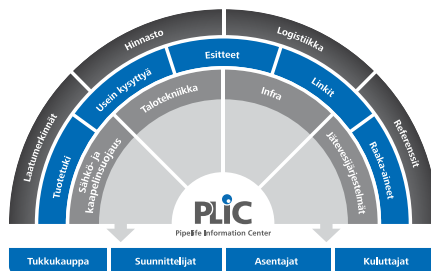 Laatumerkinnät
Hinnasto
Logistiikka
Referenssit
Tuotetuki
Usein kysyttyä
Esitteet
Linkit
Raaka-aineet
Sähkö- ja
kaapelinsuojaus
Talotekniikka
Infra
Jätevesijärjestelmät
PLiC
Pipelife Information Center
Tukkukauppa
Suunnittelijat
Asentajat
Kuluttajat